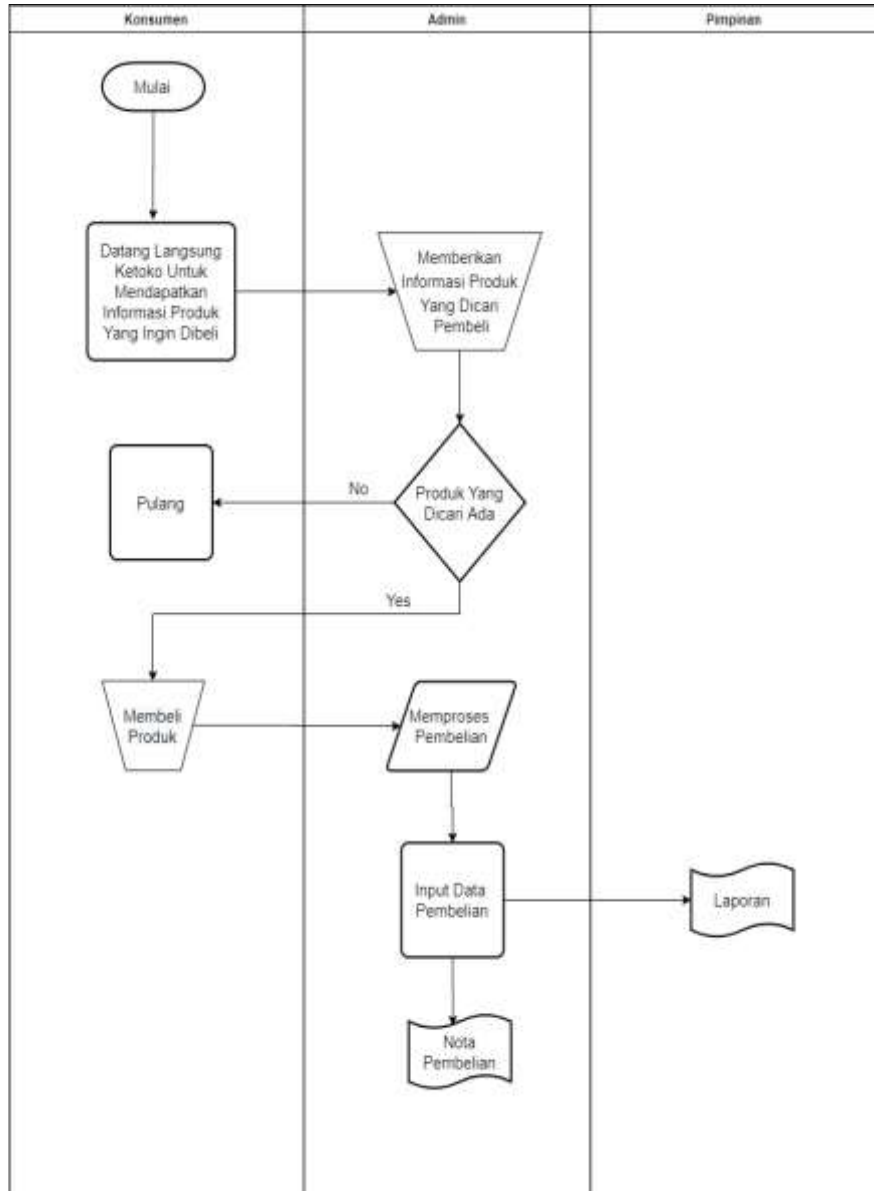 Konsumen
Admin
Pimpinan
Mulai
Datang Langsung
Ketoko Untuk
Mendapatkan
Informasi Produk
Yang Ingin Dibeli
Memberikan
Informasi Produk
Yang Dicari
Pembeli
Pulang
No
Produk Yang
Dicari Ada
Yes
Membeli
Produk
Memproses
Pembelian
Input Data
Pembelian
Laporan
Nota
Pembelian